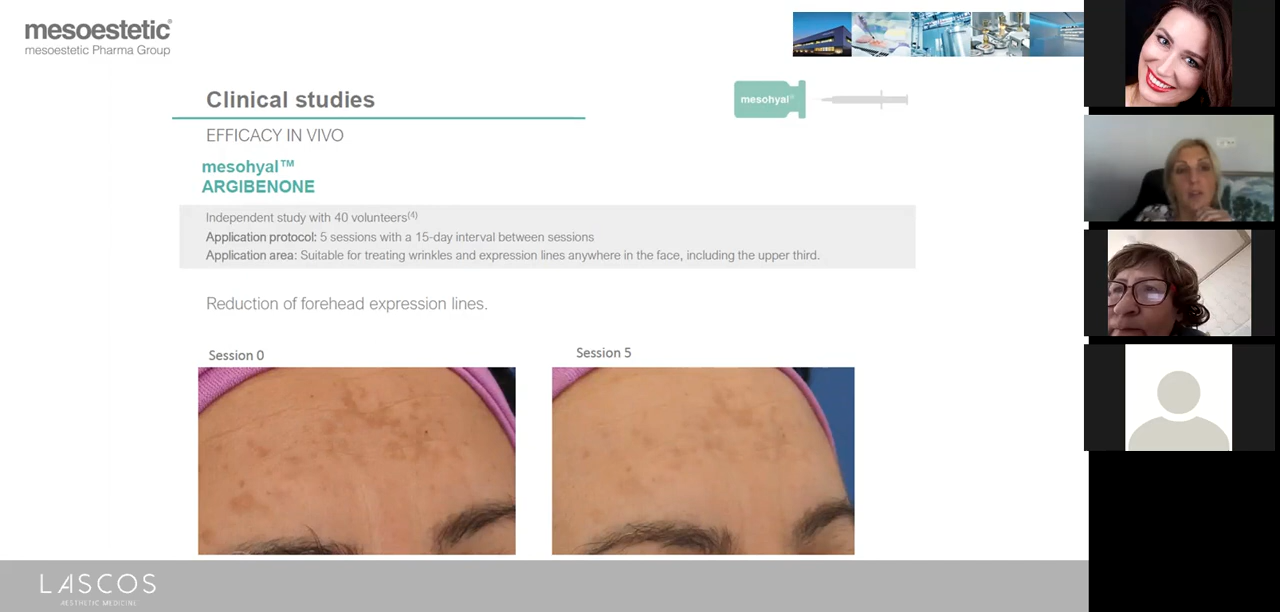 mesoestetic®
mesoestetic Pharma Group
Clinical studies
mesohyal®
EFFICACY IN VIVO
mesohyal™
ARGIBENONE
Independent study with 40 volunteers(4)
Application protocol: 5 sessions with a 15-day interval between sessions
Application area: Suitable for treating wrinkles and expression lines anywhere in the face, including the upper third.
Reduction of forehead expression lines.
Session 0
Session 5
LASCOS
AESTHETIC MEDICINE